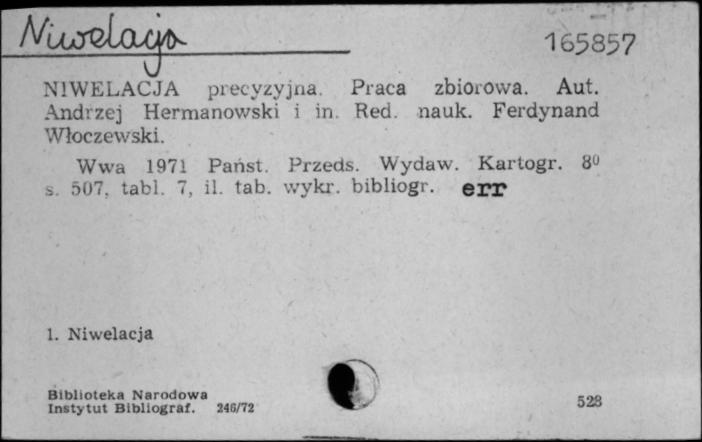 Niwelacja
165857
NIWELACJA precyzyjna. Praca zbiorowa. Aut.
Andrzej Hermanowski i in. Red. nauk. Ferdynand
Włoczewski.
Wwa 1971 Państ. Przeds. Wydaw. Kartogr. 8⁰
s. 507, tabl. 7, il. tab. wykr. bibliogr. err
1. Niwelacja
Biblioteka Narodowa
Instytut Bibliograf. 246/72
528